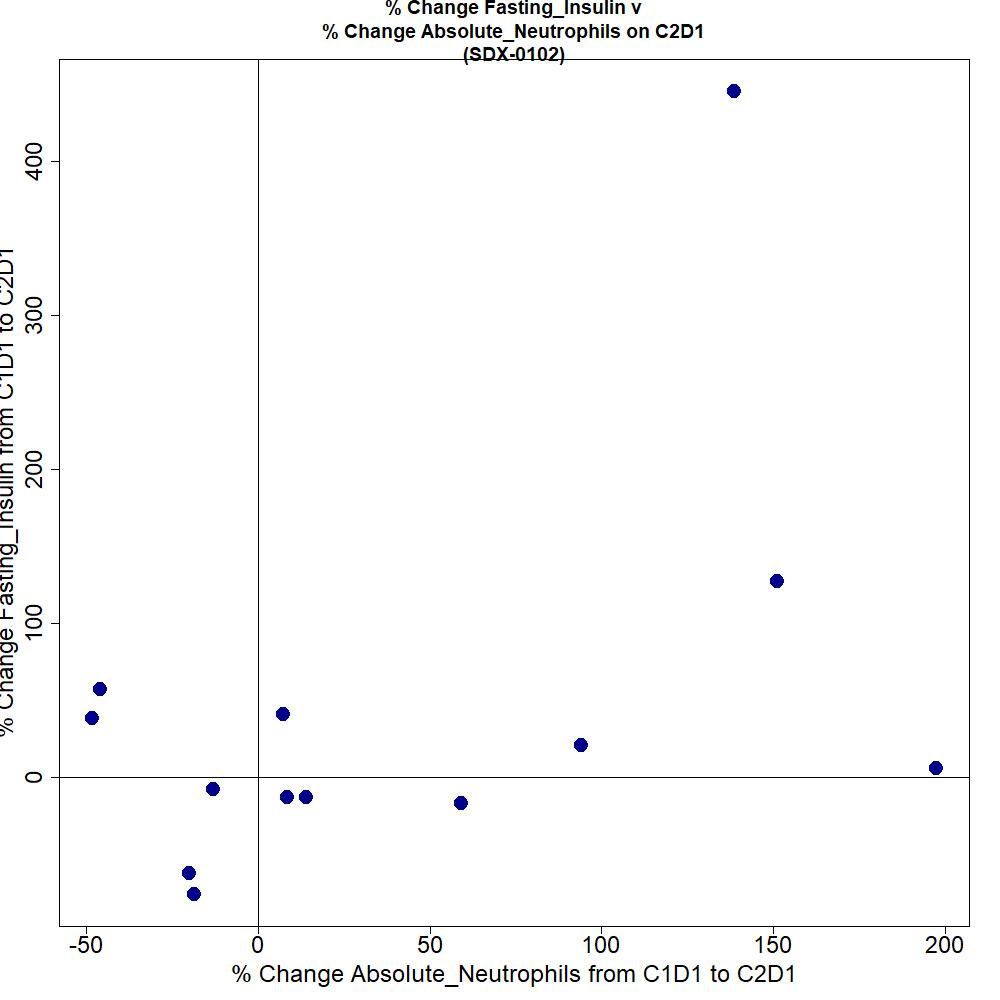 % Change Fasting_Insulin v
% Change Absolute_Neutrophils on C2D1
(SDX-0102)
% Change Fasting_Insulin from C1D1 to C2D1
400
300
200
100
0
-50
0
50
100
150
200
% Change Absolute_Neutrophils from C1D1 to C2D1